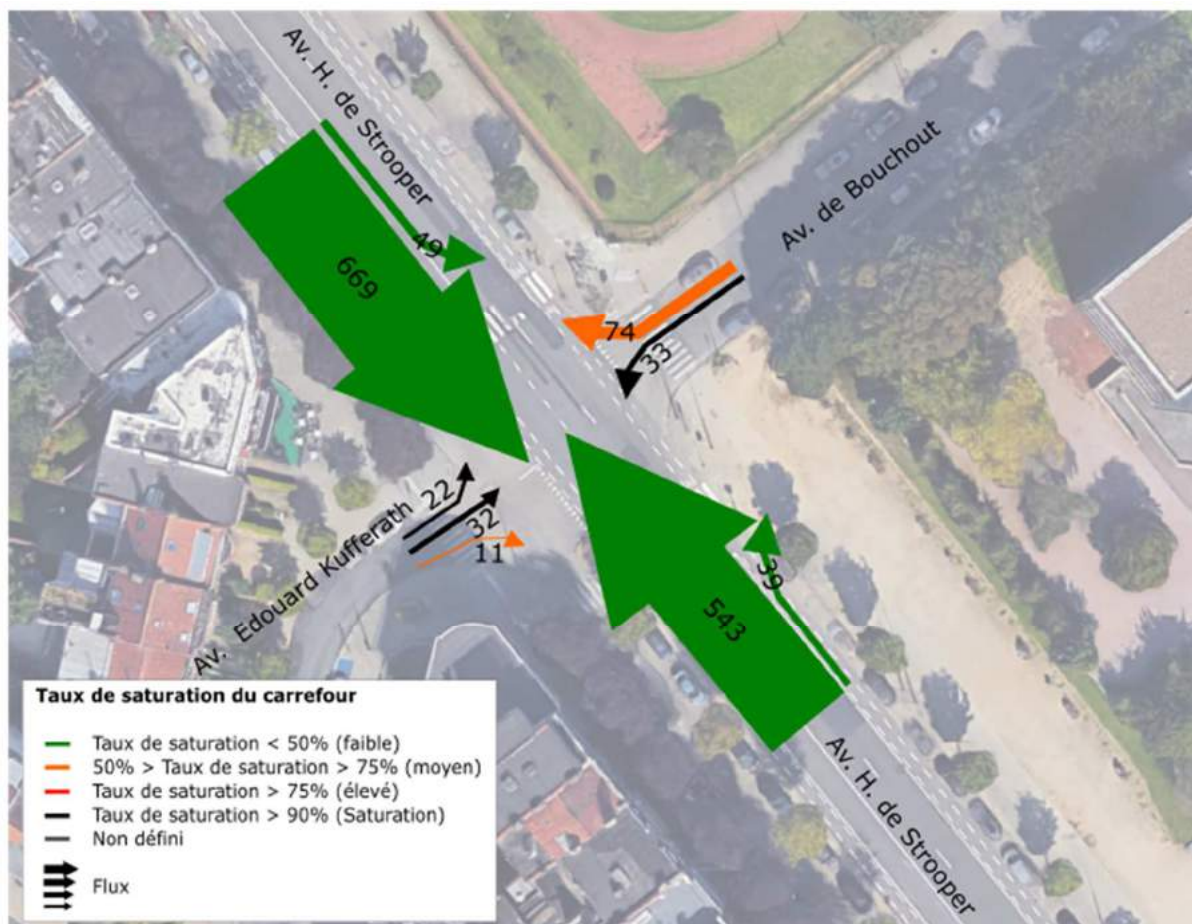 Av. H. de Strooper
Av. de Bouchout
49
669
74
33
22
32
11
39
543
Av. Edouard Kufferath
Av. H. de Strooper
Taux de saturation du carrefour
Taux de saturation < 50% (faible)
50% > Taux de saturation > 75% (moyen)
Taux de saturation > 75% (élevé)
Taux de saturation > 90% (Saturation)
Non défini
Flux